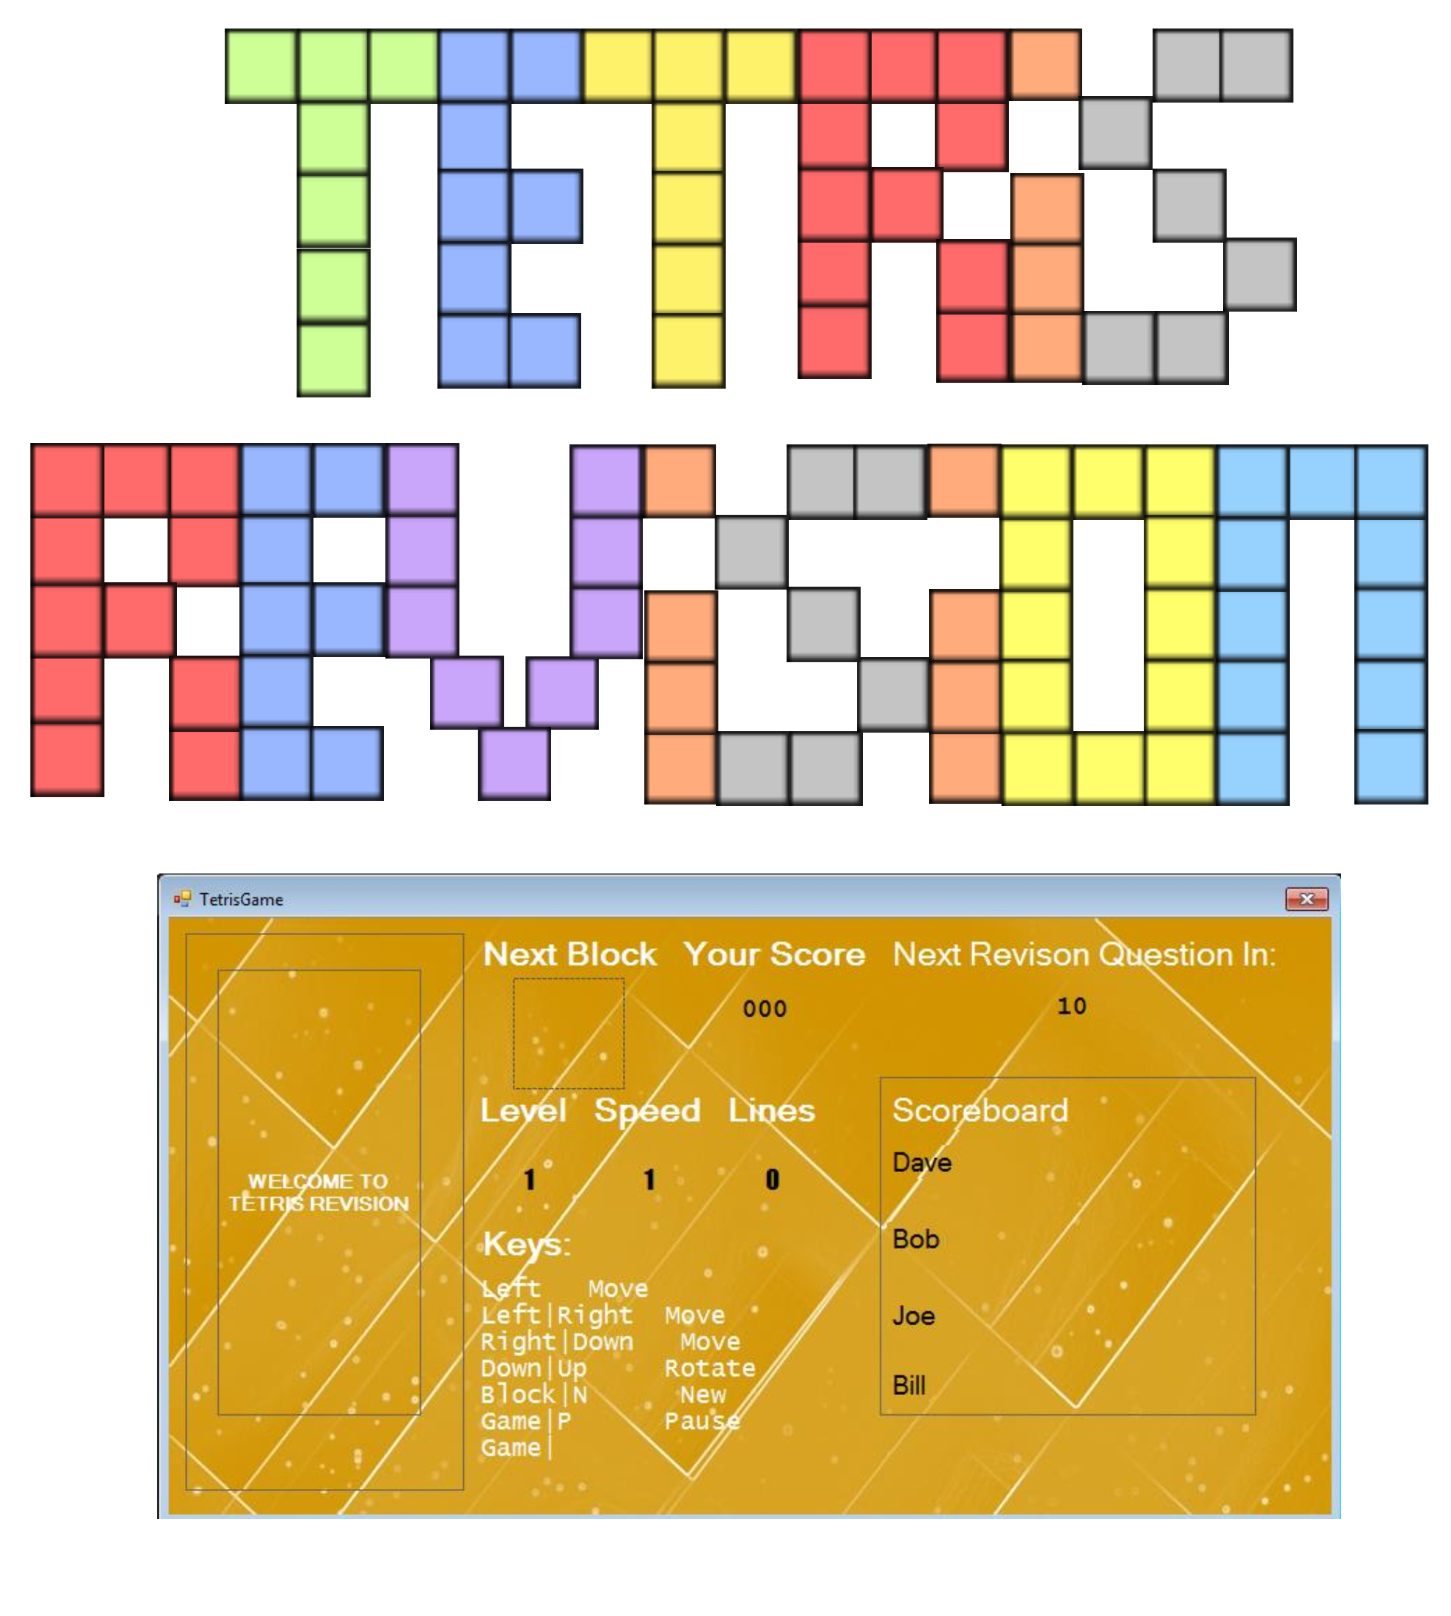 TETRiS
REViSiOn
TetrisGame
Next Block Your Score Next Revison Question In:
000 10
Level Speed Lines
1 1 0
Scoreboard
Dave
Bob
Joe
Bill
WELCOME TO
TETRIS REVISION
Keys:
Left Move
Left|Right Move
Right|Down Move
Down|Up Rotate
Block|N New
Game|P Pause
Game|